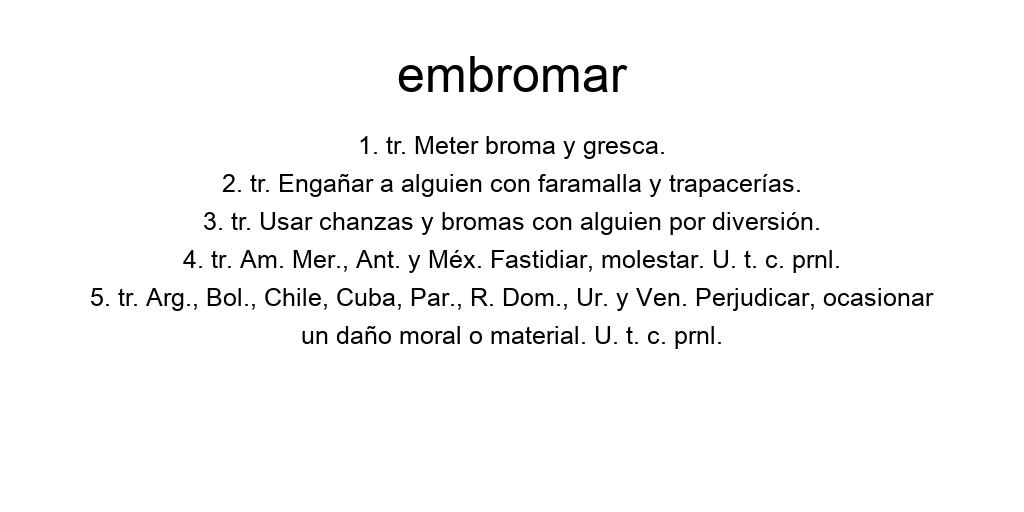 embromar
1. tr. Meter broma y gresca.
2. tr. Engañar a alguien con faramalla y trapacerías.
3. tr. Usar chanzas y bromas con alguien por diversión.
4. tr. Am. Mer., Ant. y Méx. Fastidiar, molestar. U. t. c. prnl.
5. tr. Arg., Bol., Chile, Cuba, Par., R. Dom., Ur. y Ven. Perjudicar, ocasionar
un daño moral o material. U. t. c. prnl.